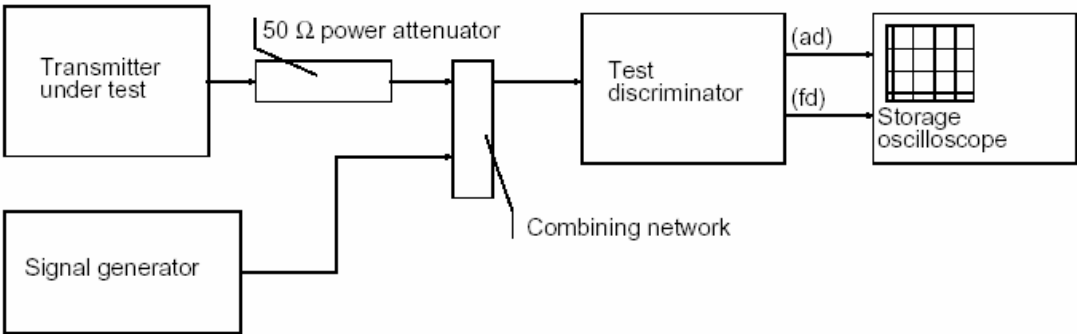 50 Ω power attenuator
Transmitter
under test
Test
discriminator
(ad)
(fd)
Storage
oscilloscope
Combining network
Signal generator